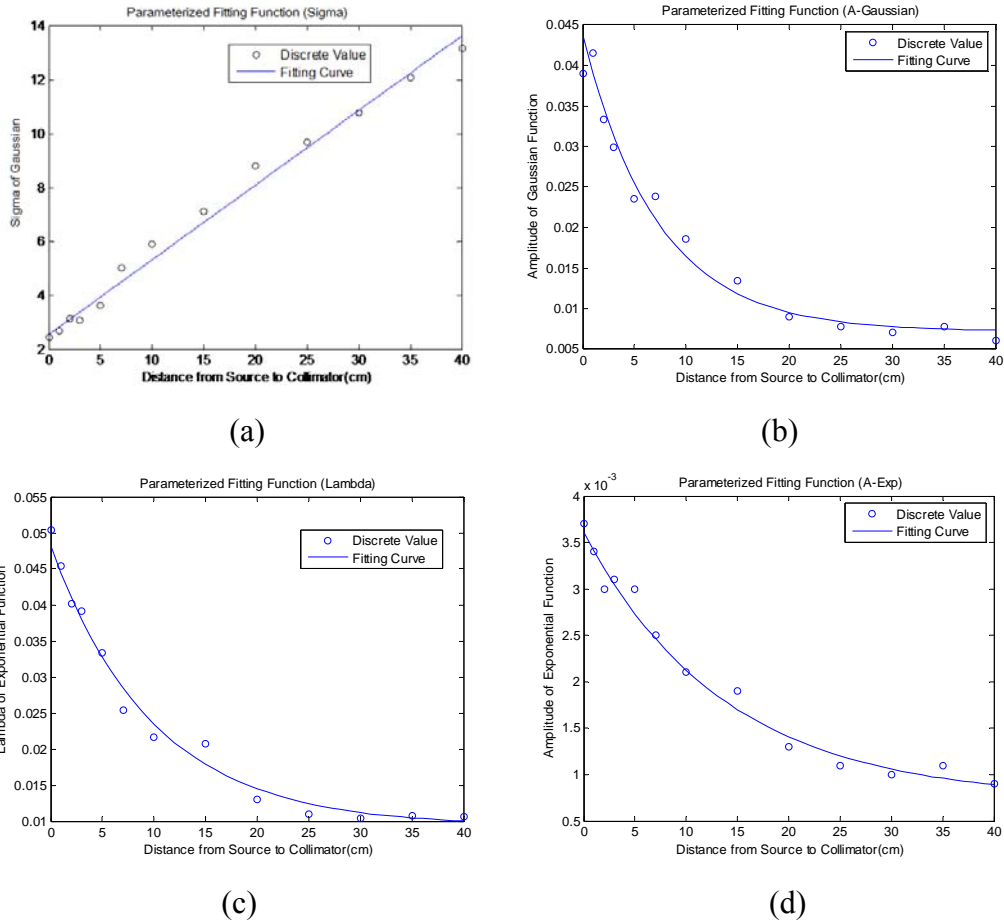 Parameterized Fitting Function (Sigma)
14
12
10
8
6
4
2
Sigma of Gaussian
Discrete Value
Fitting Curve
0 5 10 15 20 25 30 35 40
Distance from Source to Collimator(cm)
(a)
Parameterized Fitting Function (A-Gaussian)
0.045
0.04
0.035
0.03
0.025
0.02
0.015
0.01
0.005
Amplitude of Gaussian Function
Discrete Value
Fitting Curve
0 5 10 15 20 25 30 35 40
Distance from Source to Collimator(cm)
(b)
Parameterized Fitting Function (Lambda)
0.055
0.05
0.045
0.04
0.035
0.03
0.025
0.02
0.015
0.01
Lambda of Exponential Function
Discrete Value
Fitting Curve
0 5 10 15 20 25 30 35 40
Distance from Source to Collimator(cm)
(c)
Parameterized Fitting Function (A-Exp)
x 10-3
4
3.5
3
2.5
2
1.5
1
0.5
Amplitude of Exponential Function
Discrete Value
Fitting Curve
0 5 10 15 20 25 30 35 40
Distance from Source to Collimator(cm)
(d)